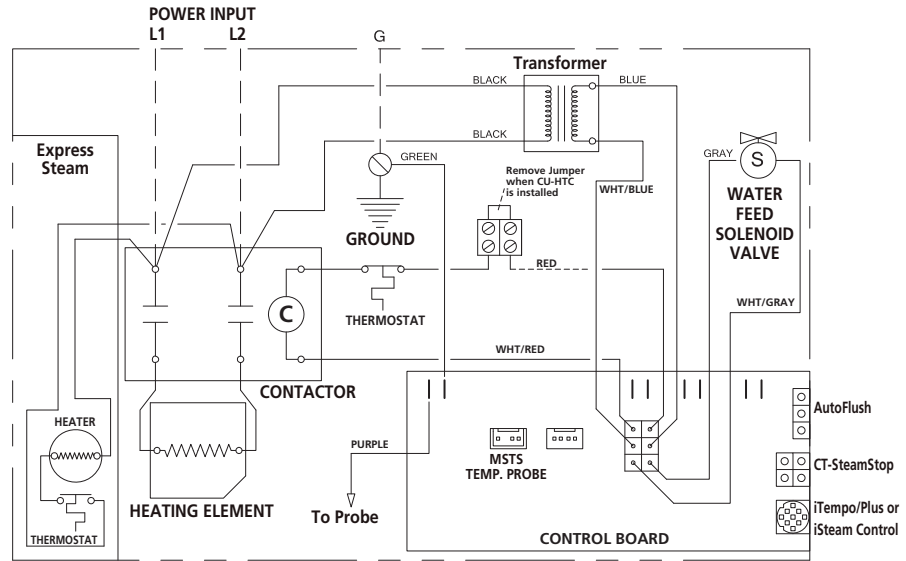 POWER INPUT
L1
L2
G
Transformer
BLACK
BLUE
BLACK
Express
Steam
GREEN
Remove Jumper
when CU-HTC
is installed
WHT/BLUE
GRAY
S
WATER
FEED
SOLENOID
VALVE
GROUND
RED
C
THERMOSTAT
WHT/GRAY
WHT/RED
CONTACTOR
HEATER
PURPLE
MSTS
TEMP. PROBE
AutoFlush
CT-SteamStop
HEATING ELEMENT
To Probe
iTempo/Plus or
iSteam Control
THERMOSTAT
CONTROL BOARD